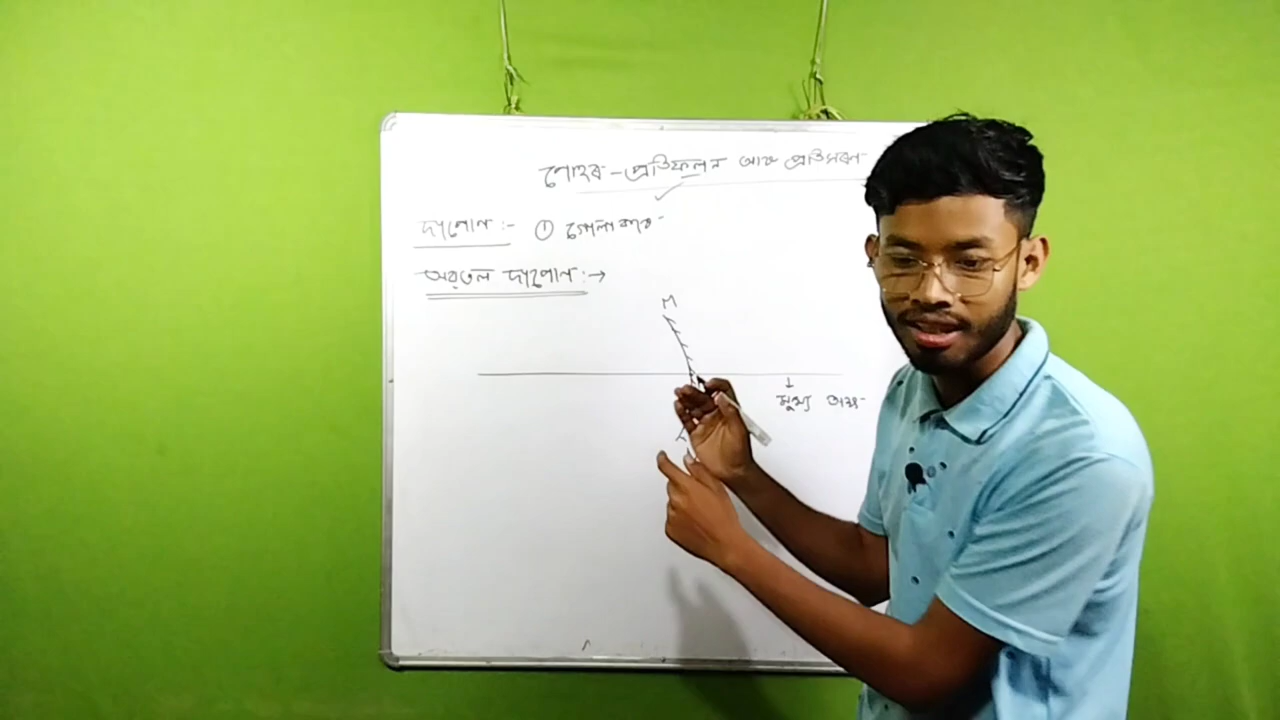 পোহৰ - প্ৰতিফলন আৰু প্ৰতিসৰণ
দাপোন :- ① গোলাকাৰ
অৱতল দাপোন :→
M
↓
মুখ্য অক্ষ